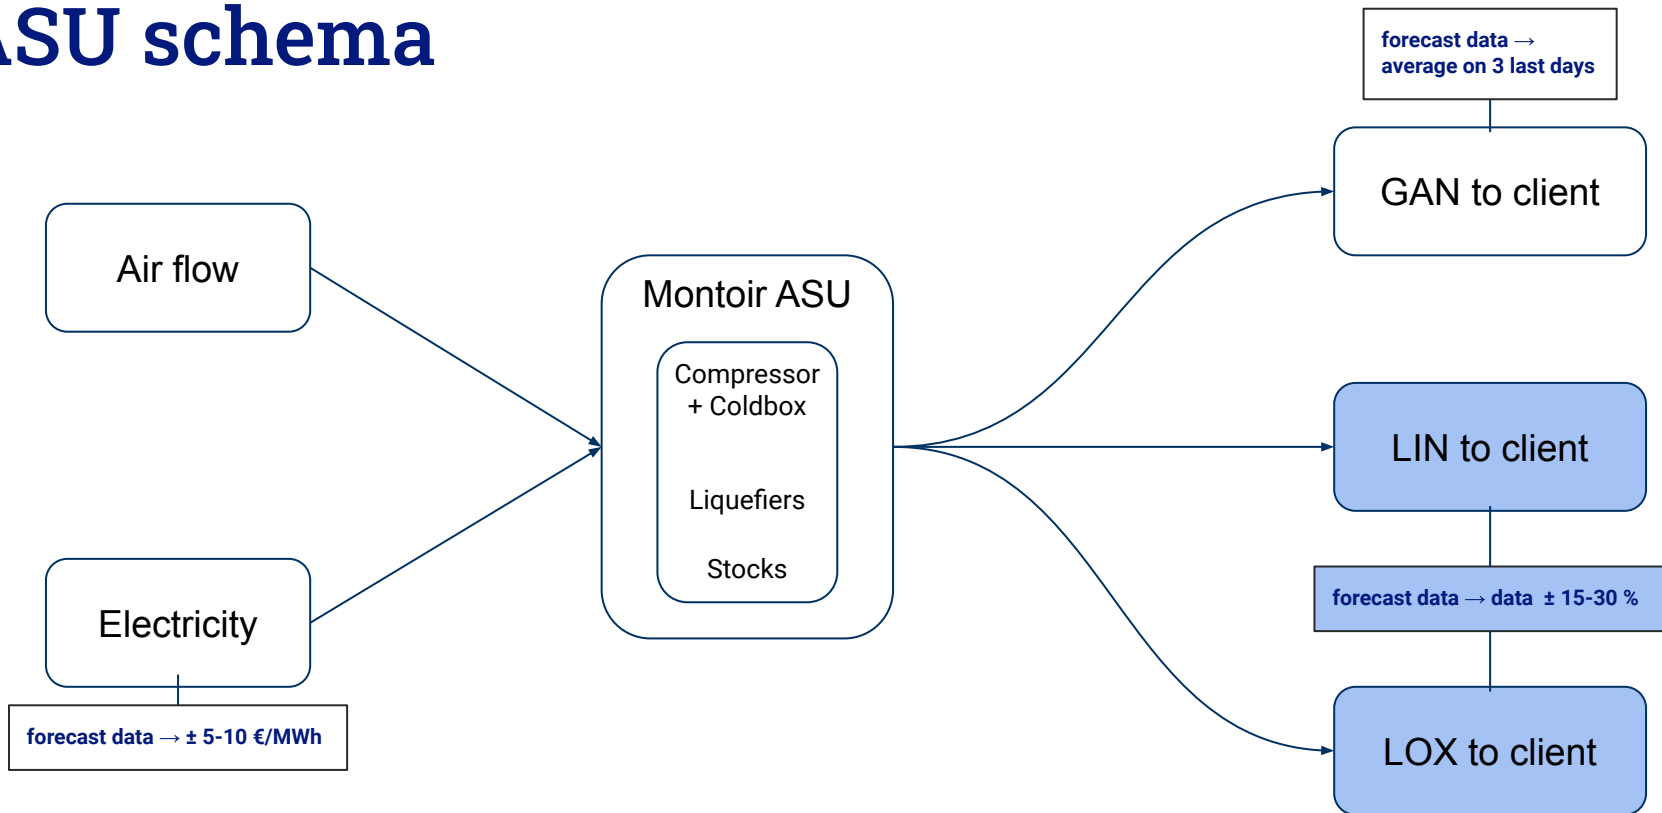 ASU schema
forecast data →
average on 3 last days
GAN to client
Air flow
Montoir ASU
Compressor
+ Coldbox
Liquefiers
Stocks
LIN to client
forecast data → data ± 15-30 %
Electricity
forecast data → ± 5-10 €/MWh
LOX to client